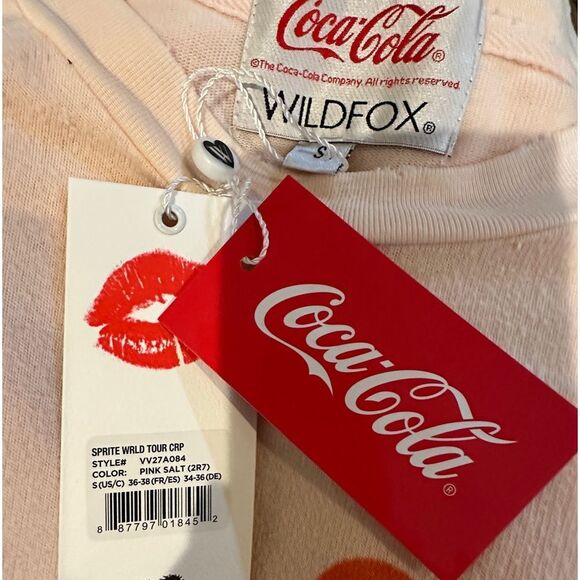 Coca-Cola®
©The Coca-Cola Company. All rights reserved.
WILDFOX®
S
Coca-Cola®
SPRITE WRLD TOUR CRP
STYLE# VV27A084
COLOR: PINK SALT (2R7)
S(US/C) 36-38(FR/ES) 34-36(DE)
8 87797 01845 2